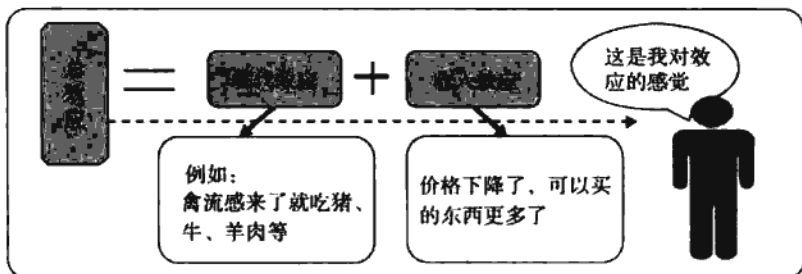 =
+
这是我对效
应的感觉
例如：
禽流感来了就吃猪、
牛、羊肉等
价格下降了、可以买
的东西更多了